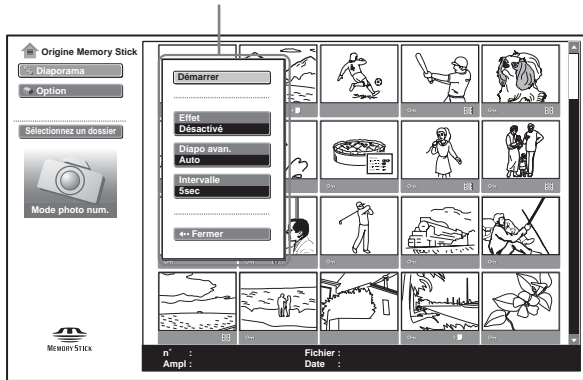 Origine Memory Stick
Diaporama
Option
Sélectionnez un dossier
Mode photo num.
MEMORY STICK
Démarrer
Effet
Désactivé
Diapo avan.
Auto
Intervalle
5sec
Fermer
n° :
Ampl :
Fichier :
Date :